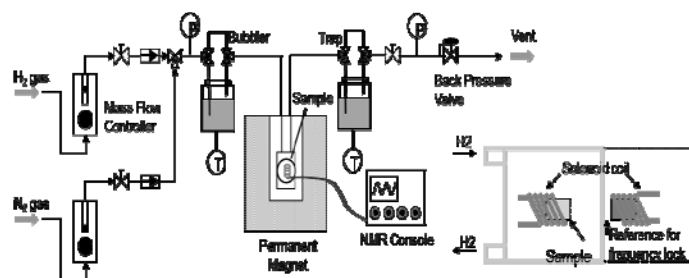 P
P
Bubbler
Trap
Vent
H2 gas
Back Pressure
Valve
Sample
Mass Flow
Controller
H2
T
T
Solenoid coil
N2 gas
H2
Reference for
frequency lock
Permanent
Magnet
NMR Console
Sample